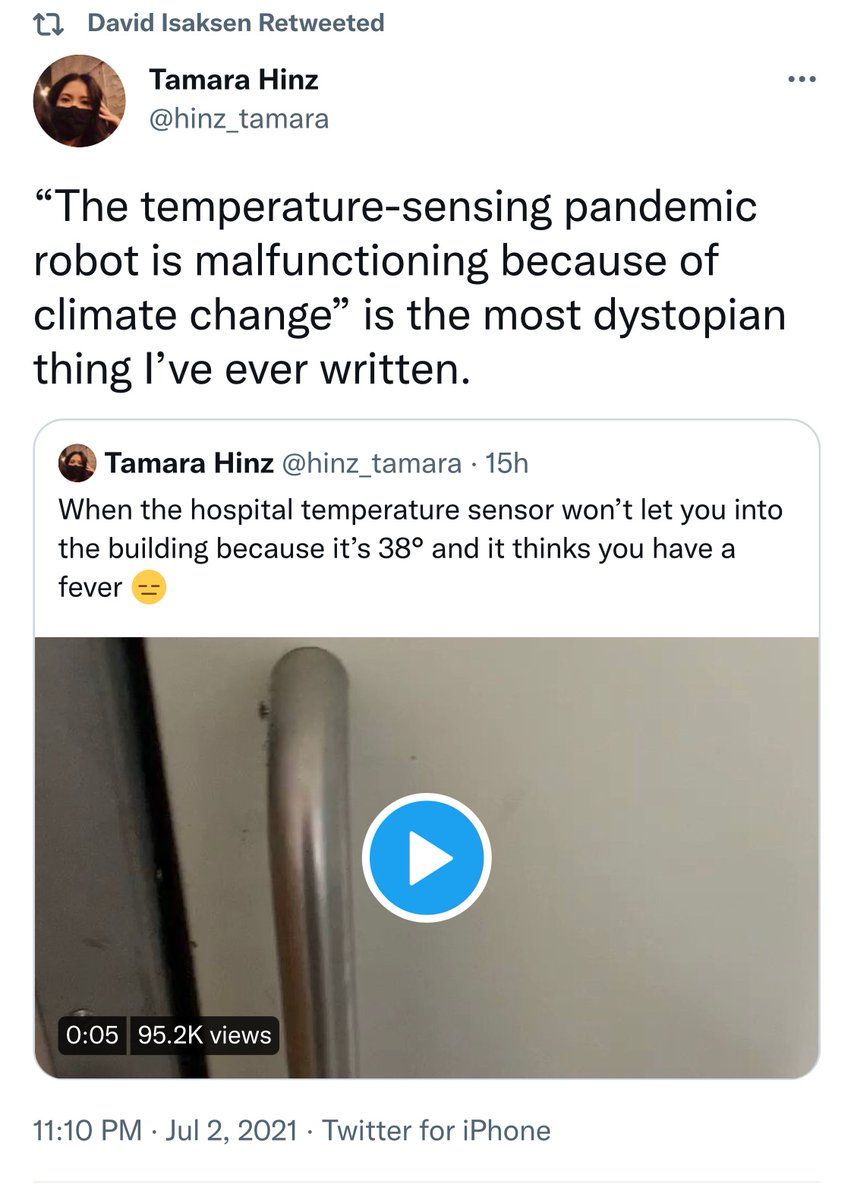 David Isaksen Retweeted
Tamara Hinz
@hinz_tamara
“The temperature-sensing pandemic
robot is malfunctioning because of
climate change” is the most dystopian
thing I’ve ever written.
Tamara Hinz @hinz_tamara · 15h
When the hospital temperature sensor won’t let you into
the building because it’s 38° and it thinks you have a
fever 😑
0:05 95.2K views
11:10 PM · Jul 2, 2021 · Twitter for iPhone